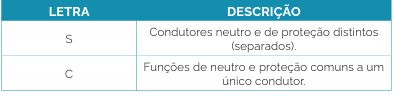 LETRA DESCRIÇÃO
S
Condutores neutro e de proteção distintos
(separados).
C
Funções de neutro e proteção comuns a um
único condutor.